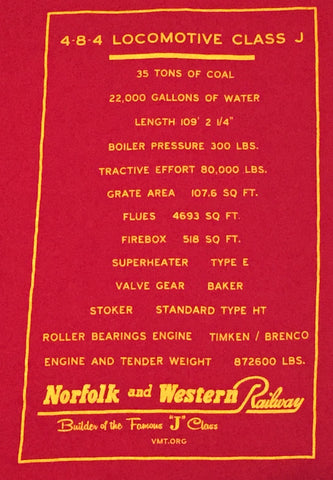 4-8-4 LOCOMOTIVE CLASS J
35 TONS OF COAL
22,000 GALLONS OF WATER
LENGTH 109' 2 1/4"
BOILER PRESSURE 300 LBS.
TRACTIVE EFFORT 80,000 LBS.
GRATE AREA 107.6 SQ FT.
FLUES 4693 SQ FT.
FIREBOX 518 SQ FT.
SUPERHEATER TYPE E
VALVE GEAR BAKER
STOKER STANDARD TYPE HT
ROLLER BEARINGS ENGINE TIMKEN / BRENCO
ENGINE AND TENDER WEIGHT 872600 LBS.
Norfolk and Western Railway
Builder of the Famous "J" Class
VMT.ORG